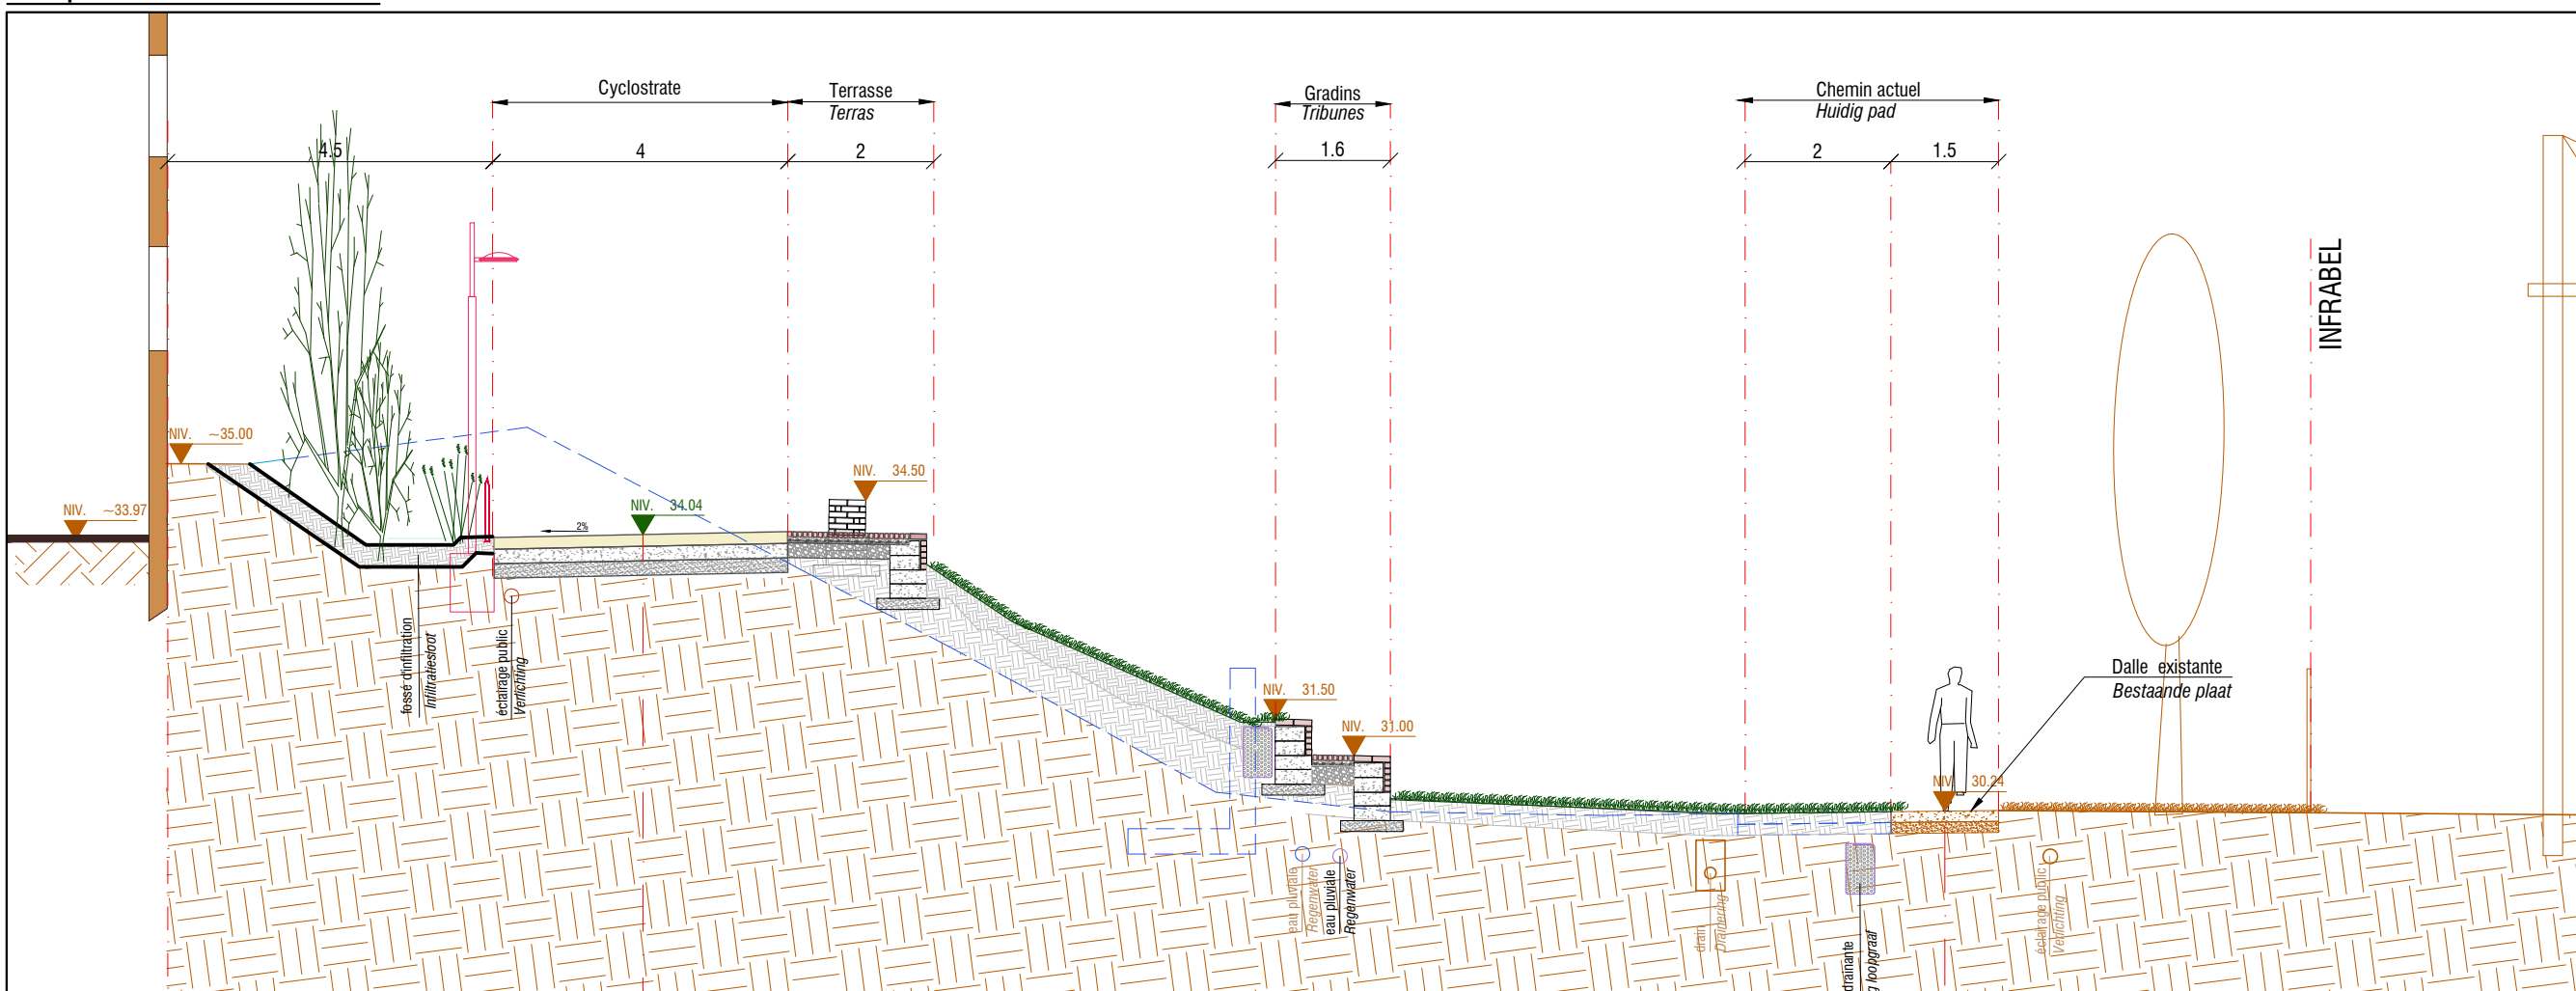 Cyclostrate
Terrasse
Terras
Gradins
Tribunes
Chemin actuel
Huidig pad
4.5
4
2
1.6
2
1.5
INFRABEL
NIV. ~35.00
NIV. 34.50
NIV. ~33.97
NIV. 34.04
2%
fossé d'infiltration
Infiltratiesloot
éclairage public
Verlichting
NIV. 31.50
NIV. 31.00
Dalle existante
Bestaande plaat
NIV. 30.24
eau pluviale
Regenwater
eau pluviale
Regenwater
drain
Drainering
drainante
loopgraaf
éclairage public
Verlichting